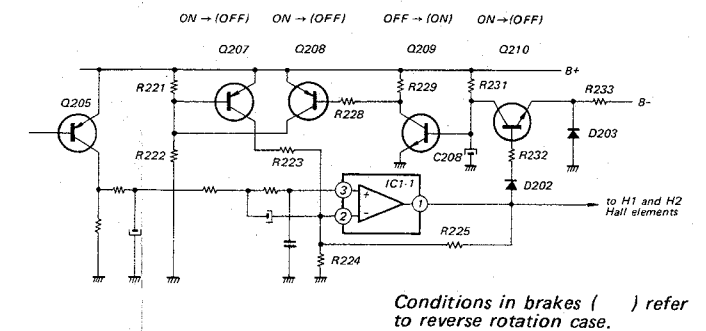 ON → (OFF) ON → (OFF) OFF → (ON) ON → (OFF)
Q207 Q208 Q209 Q210
B+
R221 R229 R231 R233
Q205 B-
R228 D203
R222 C208 R232
R223
IC1-1 D202
3 + 1
2 -
to H1 and H2
Hall elements
R225
R224
Conditions in brakes ( ) refer
to reverse rotation case.